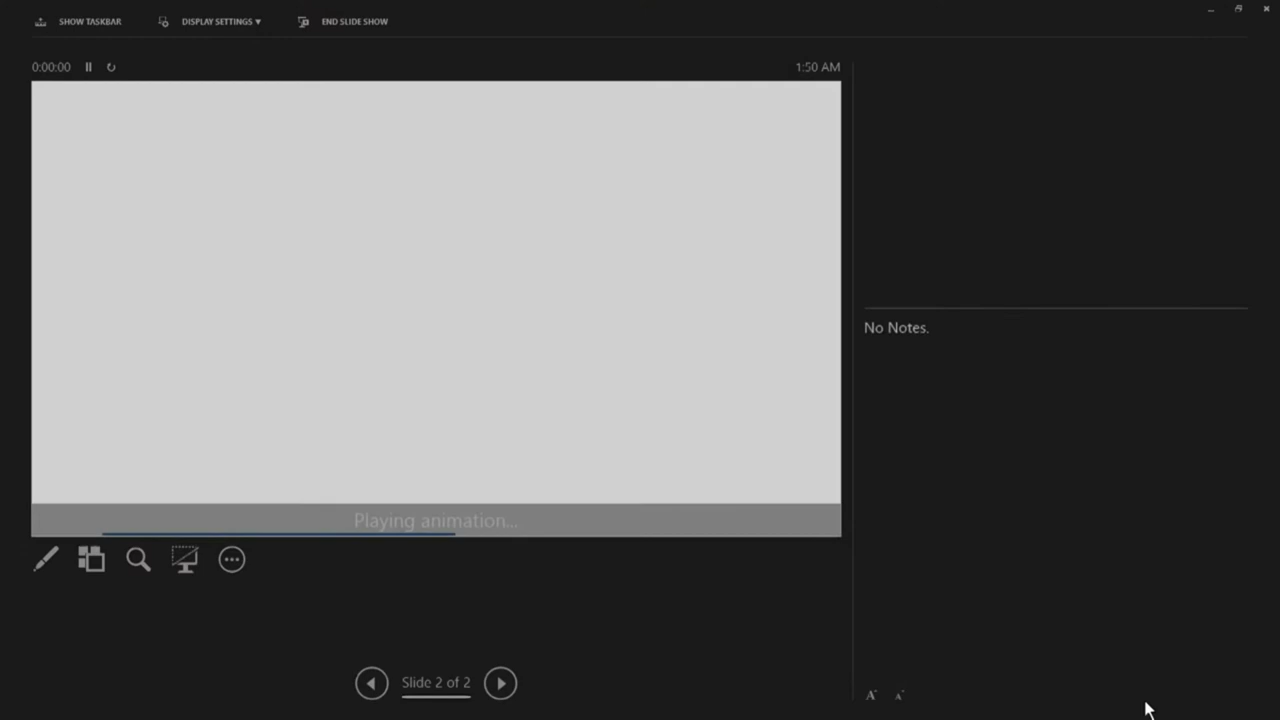 SHOW TASKBAR DISPLAY SETTINGS ▾ END SLIDE SHOW
0:00:00 1:50 AM
No Notes.
Playing animation...
Slide 2 of 2
A A